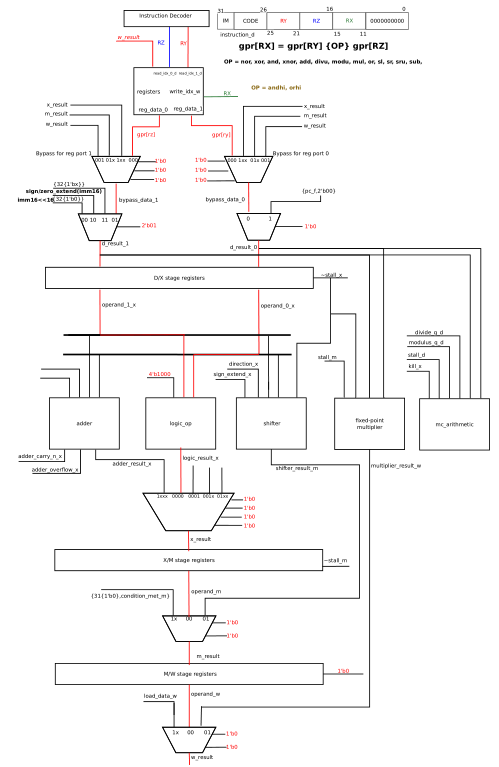 Instruction Decoder
31 26 16 0
IM CODE RY RZ RX 0000000000
instruction_d 25 21 15 11
gpr[RX] = gpr[RY] {OP} gpr[RZ]
OP = nor, xor, and, xnor, add, divu, modu, mul, or, sl, sr, sru, sub,
OP = andhi, orhi
w_result
RZ
RY
read_idx_0_d read_idx_1_d
registers write_idx_w
RX
reg_data_0 reg_data_1
x_result
m_result
w_result
x_result
m_result
w_result
gpr[rz]
gpr[ry]
Bypass for reg port 1
Bypass for reg port 0
001 01x 1xx 000
000 1xx 01x 001
1'b0
1'b0
1'b0
1'b0
1'b0
1'b0
{32{1'bx}}
sign/zero_extend(imm16)
imm16<<16
{32{1'b0}}
bypass_data_1
bypass_data_0
{pc_f,2'b00}
00 10 11 01
2'b01
0 1
1'b0
d_result_1
d_result_0
D/X stage registers
~stall_x
operand_1_x
operand_0_x
divide_q_d
modulus_q_d
stall_d
kill_x
stall_m
direction_x
sign_extend_x
4'b1000
adder
logic_op
shifter
fixed-point
multiplier
mc_arithmetic
adder_carry_n_x
adder_overflow_x
adder_result_x
logic_result_x
shifter_result_m
multiplier_result_w
1xxx 0000 0001 001x 01xx
1'b0
1'b0
1'b0
1'b0
x_result
X/M stage registers
~stall_m
{31{1'b0},condition_met_m}
operand_m
1x 00 01
1'b0
1'b0
m_result
M/W stage registers
1'b0
load_data_w
operand_w
1x 00 01
1'b0
1'b0
w_result